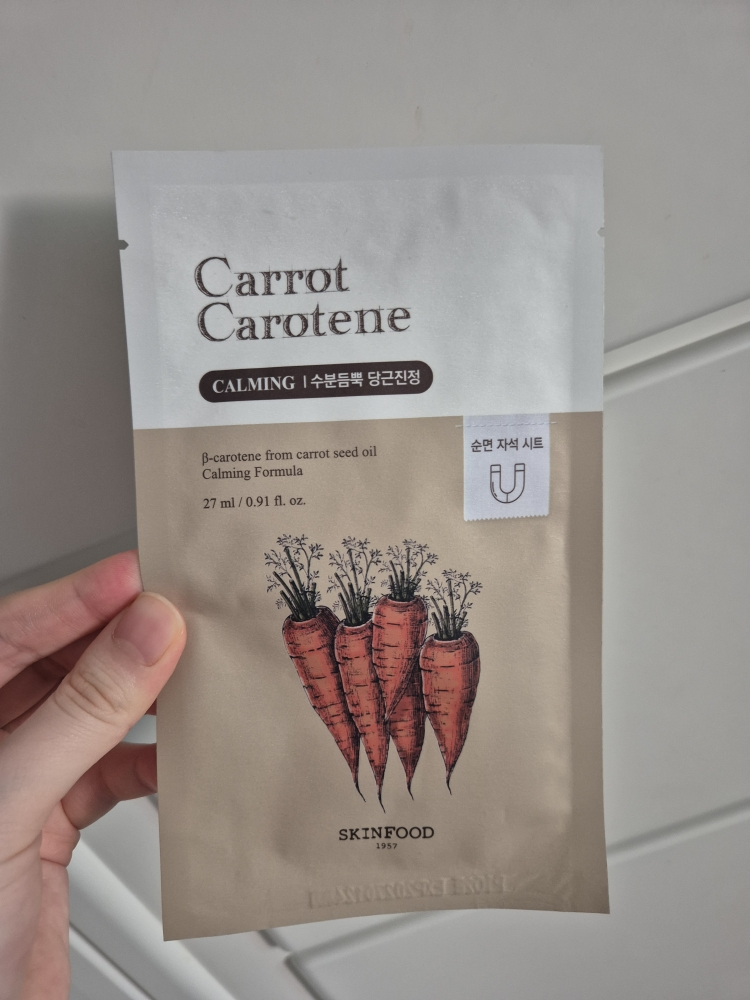 Carrot
Carotene
CALMING | 수분듬뿍 당근진정
β-carotene from carrot seed oil
Calming Formula
27 ml / 0.91 fl. oz.
순면 자석 시트
SKINFOOD
1957